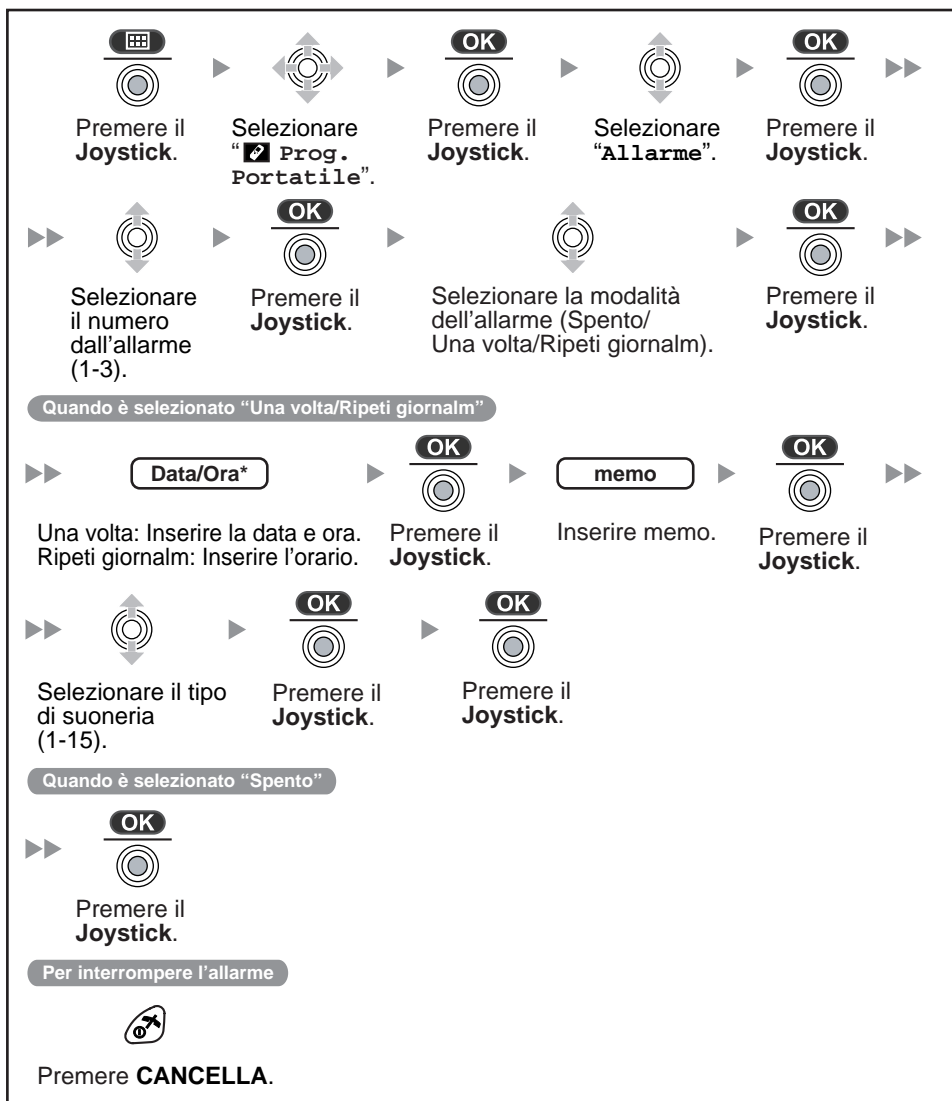 OK OK
Premere il Joystick.
Selezionare “ Prog. Portatile”.
Premere il Joystick.
Selezionare “Allarme”.
Premere il Joystick.
OK OK
Selezionare il numero dall'allarme (1-3).
Premere il Joystick.
Selezionare la modalità dell'allarme (Spento/ Una volta/Ripeti giornalm).
Premere il Joystick.
Quando è selezionato “Una volta/Ripeti giornalm”
Data/Ora* OK memo OK
Una volta: Inserire la data e ora.
Ripeti giornalm: Inserire l'orario.
Premere il Joystick.
Inserire memo.
Premere il Joystick.
OK OK
Selezionare il tipo di suoneria (1-15).
Premere il Joystick.
Premere il Joystick.
Quando è selezionato “Spento”
OK
Premere il Joystick.
Per interrompere l'allarme
Premere CANCELLA.